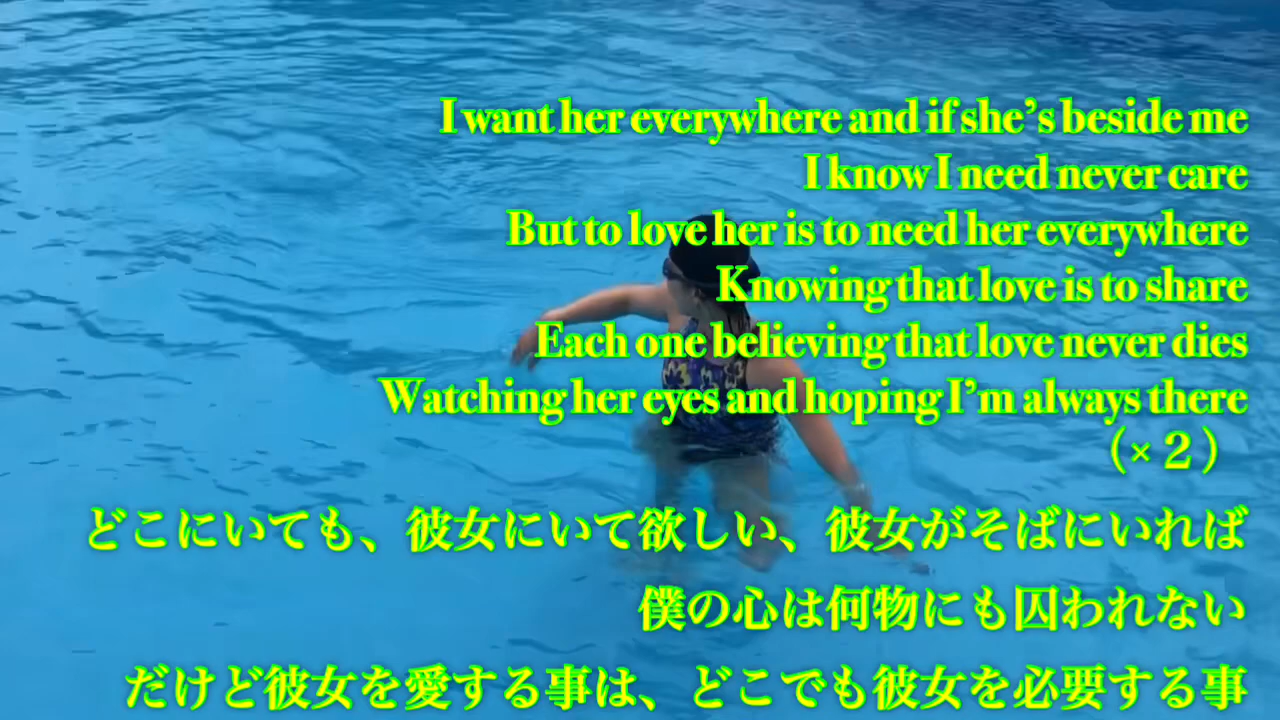 I want her everywhere and if she's beside me
I know I need never care
But to love her is to need her everywhere
Knowing that love is to share
Each one believing that love never dies
Watching her eyes and hoping I'm always there
(×２)
どこにいても、彼女にいて欲しい、彼女がそばにいれば
僕の心は何物にも囚われない
だけど彼女を愛する事は、どこでも彼女を必要する事